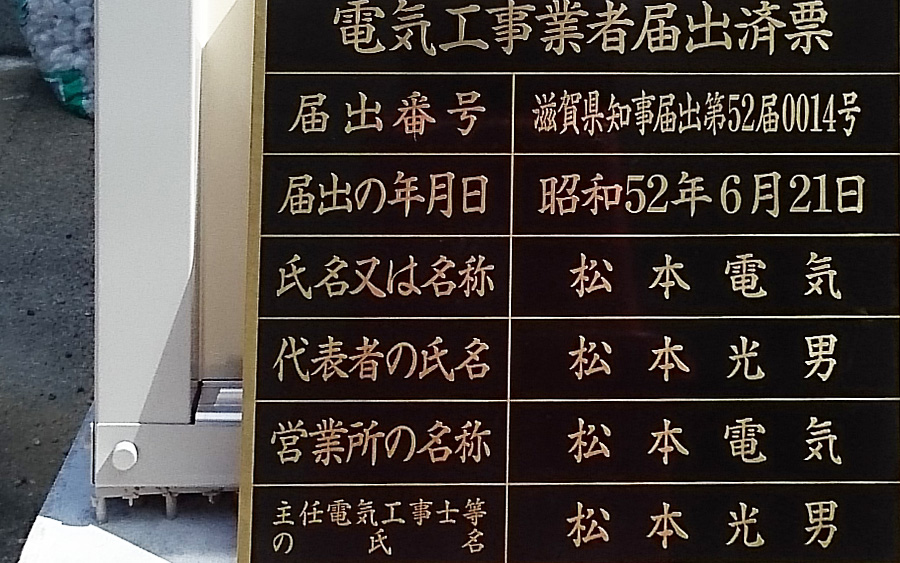 電気工事業者届出済票
届出番号 滋賀県知事届出第52届0014号
届出の年月日 昭和52年6月21日
氏名又は名称 松本電気
代表者の氏名 松本光男
営業所の名称 松本電気
主任電気工事士等の氏名 松本光男